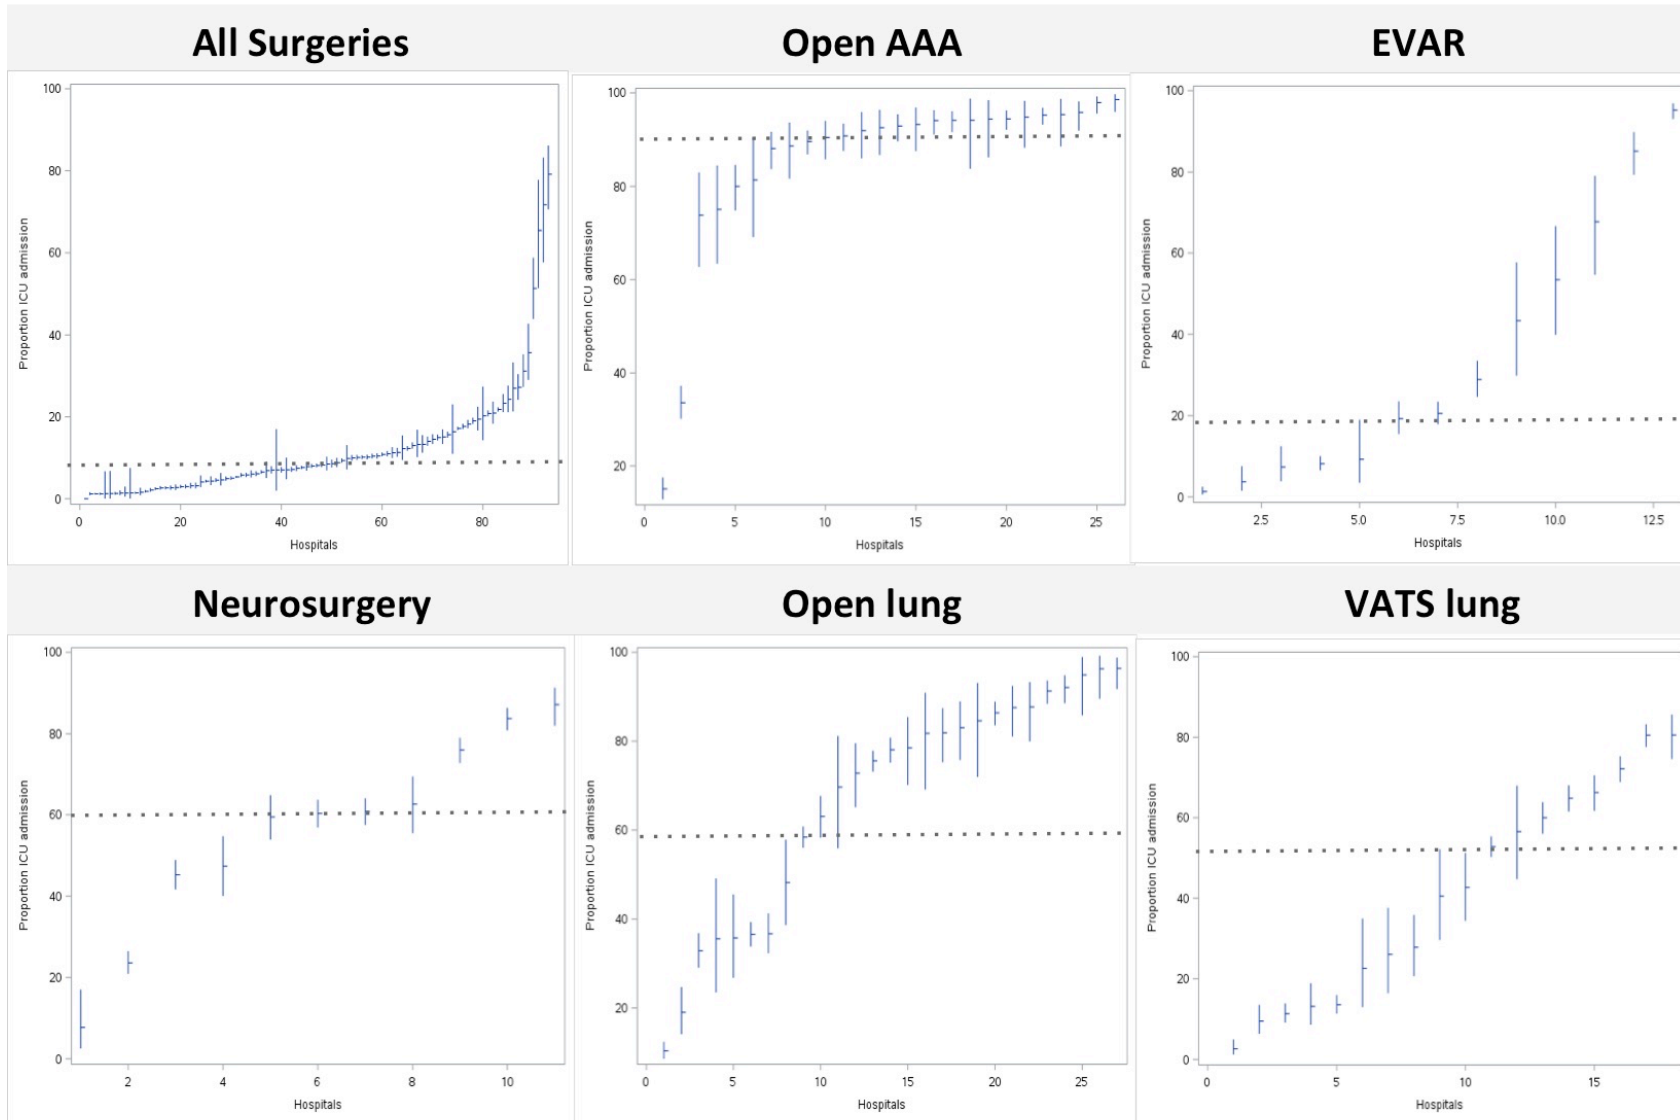 All Surgeries
Open AAA
EVAR
100
80
60
40
20
0
Proportion ICU admission
0 20 40 60 80
Hospitals
100
80
60
40
20
Proportion ICU admission
0 5 10 15 20 25
Hospitals
100
80
60
40
20
0
Proportion ICU admission
2.5 5.0 7.5 10.0 12.5
Hospitals
Neurosurgery
Open lung
VATS lung
100
80
60
40
20
0
Proportion ICU admission
2 4 6 8 10
Hospitals
100
80
60
40
20
Proportion ICU admission
0 5 10 15 20 25
Hospitals
100
80
60
40
20
0
Proportion ICU admission
0 5 10 15
Hospitals